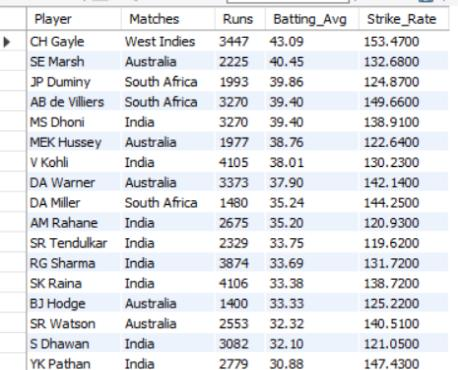 Player Matches Runs Batting_Avg Strike_Rate
CH Gayle West Indies 3447 43.09 153.4700
SE Marsh Australia 2225 40.45 132.6800
JP Duminy South Africa 1993 39.86 124.8700
AB de Villiers South Africa 3270 39.40 149.6600
MS Dhoni India 3270 39.40 138.9100
MEK Hussey Australia 1977 38.76 122.6400
V Kohli India 4105 38.01 130.2300
DA Warner Australia 3373 37.90 142.1400
DA Miller South Africa 1480 35.24 144.2500
AM Rahane India 2675 35.20 120.9300
SR Tendulkar India 2329 33.75 119.6200
RG Sharma India 3874 33.69 131.7200
SK Raina India 4106 33.38 138.7200
BJ Hodge Australia 1400 33.33 125.2200
SR Watson Australia 2553 32.32 140.5100
S Dhawan India 3082 32.10 121.0500
YK Pathan India 2779 30.88 147.4300